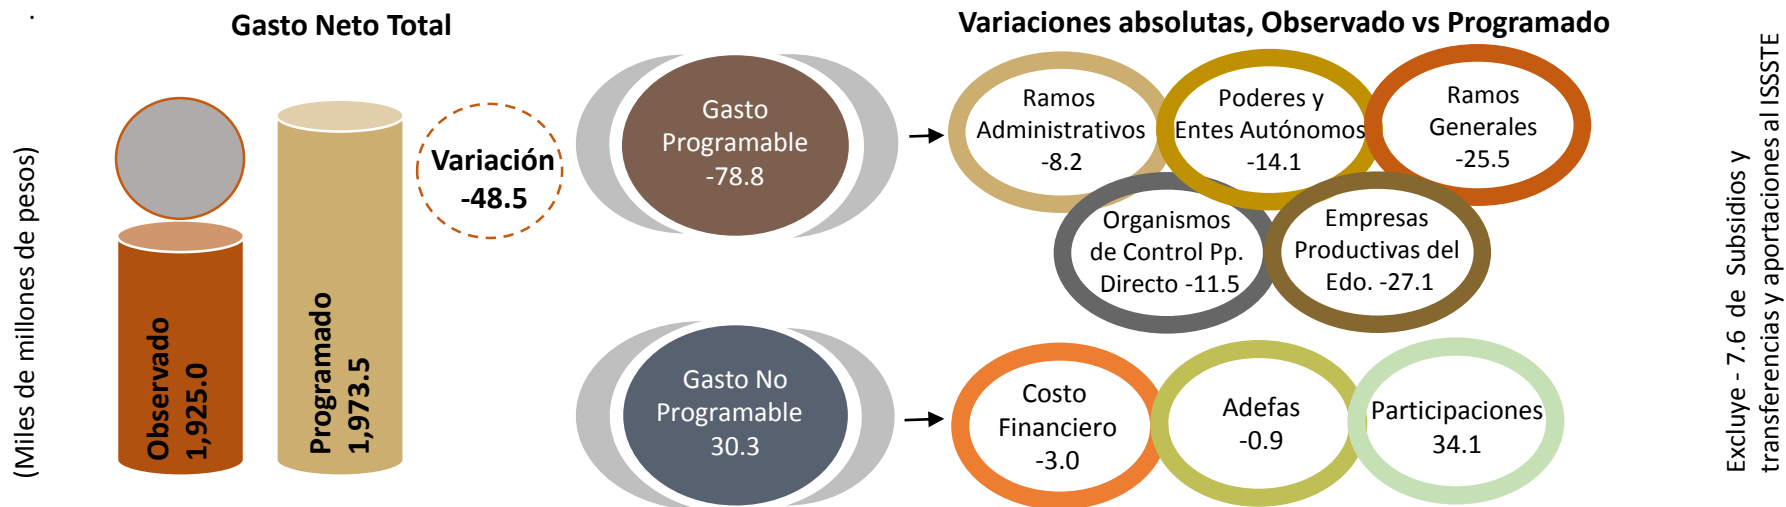 .
Gasto Neto Total
(Miles de millones de pesos)
Observado
1,925.0
Programado
1,973.5
Variación
-48.5
Gasto
Programable
-78.8
Gasto No
Programable
30.3
Variaciones absolutas, Observado vs Programado
Ramos
Administrativos
-8.2
Poderes y
Entes Autónomos
-14.1
Ramos
Generales
-25.5
Organismos
de Control Pp.
Directo -11.5
Empresas
Productivas del
Edo. -27.1
Costo
Financiero
-3.0
Adefas
-0.9
Participaciones
34.1
Excluye - 7.6 de Subsidios y
transferencias y aportaciones al ISSSTE